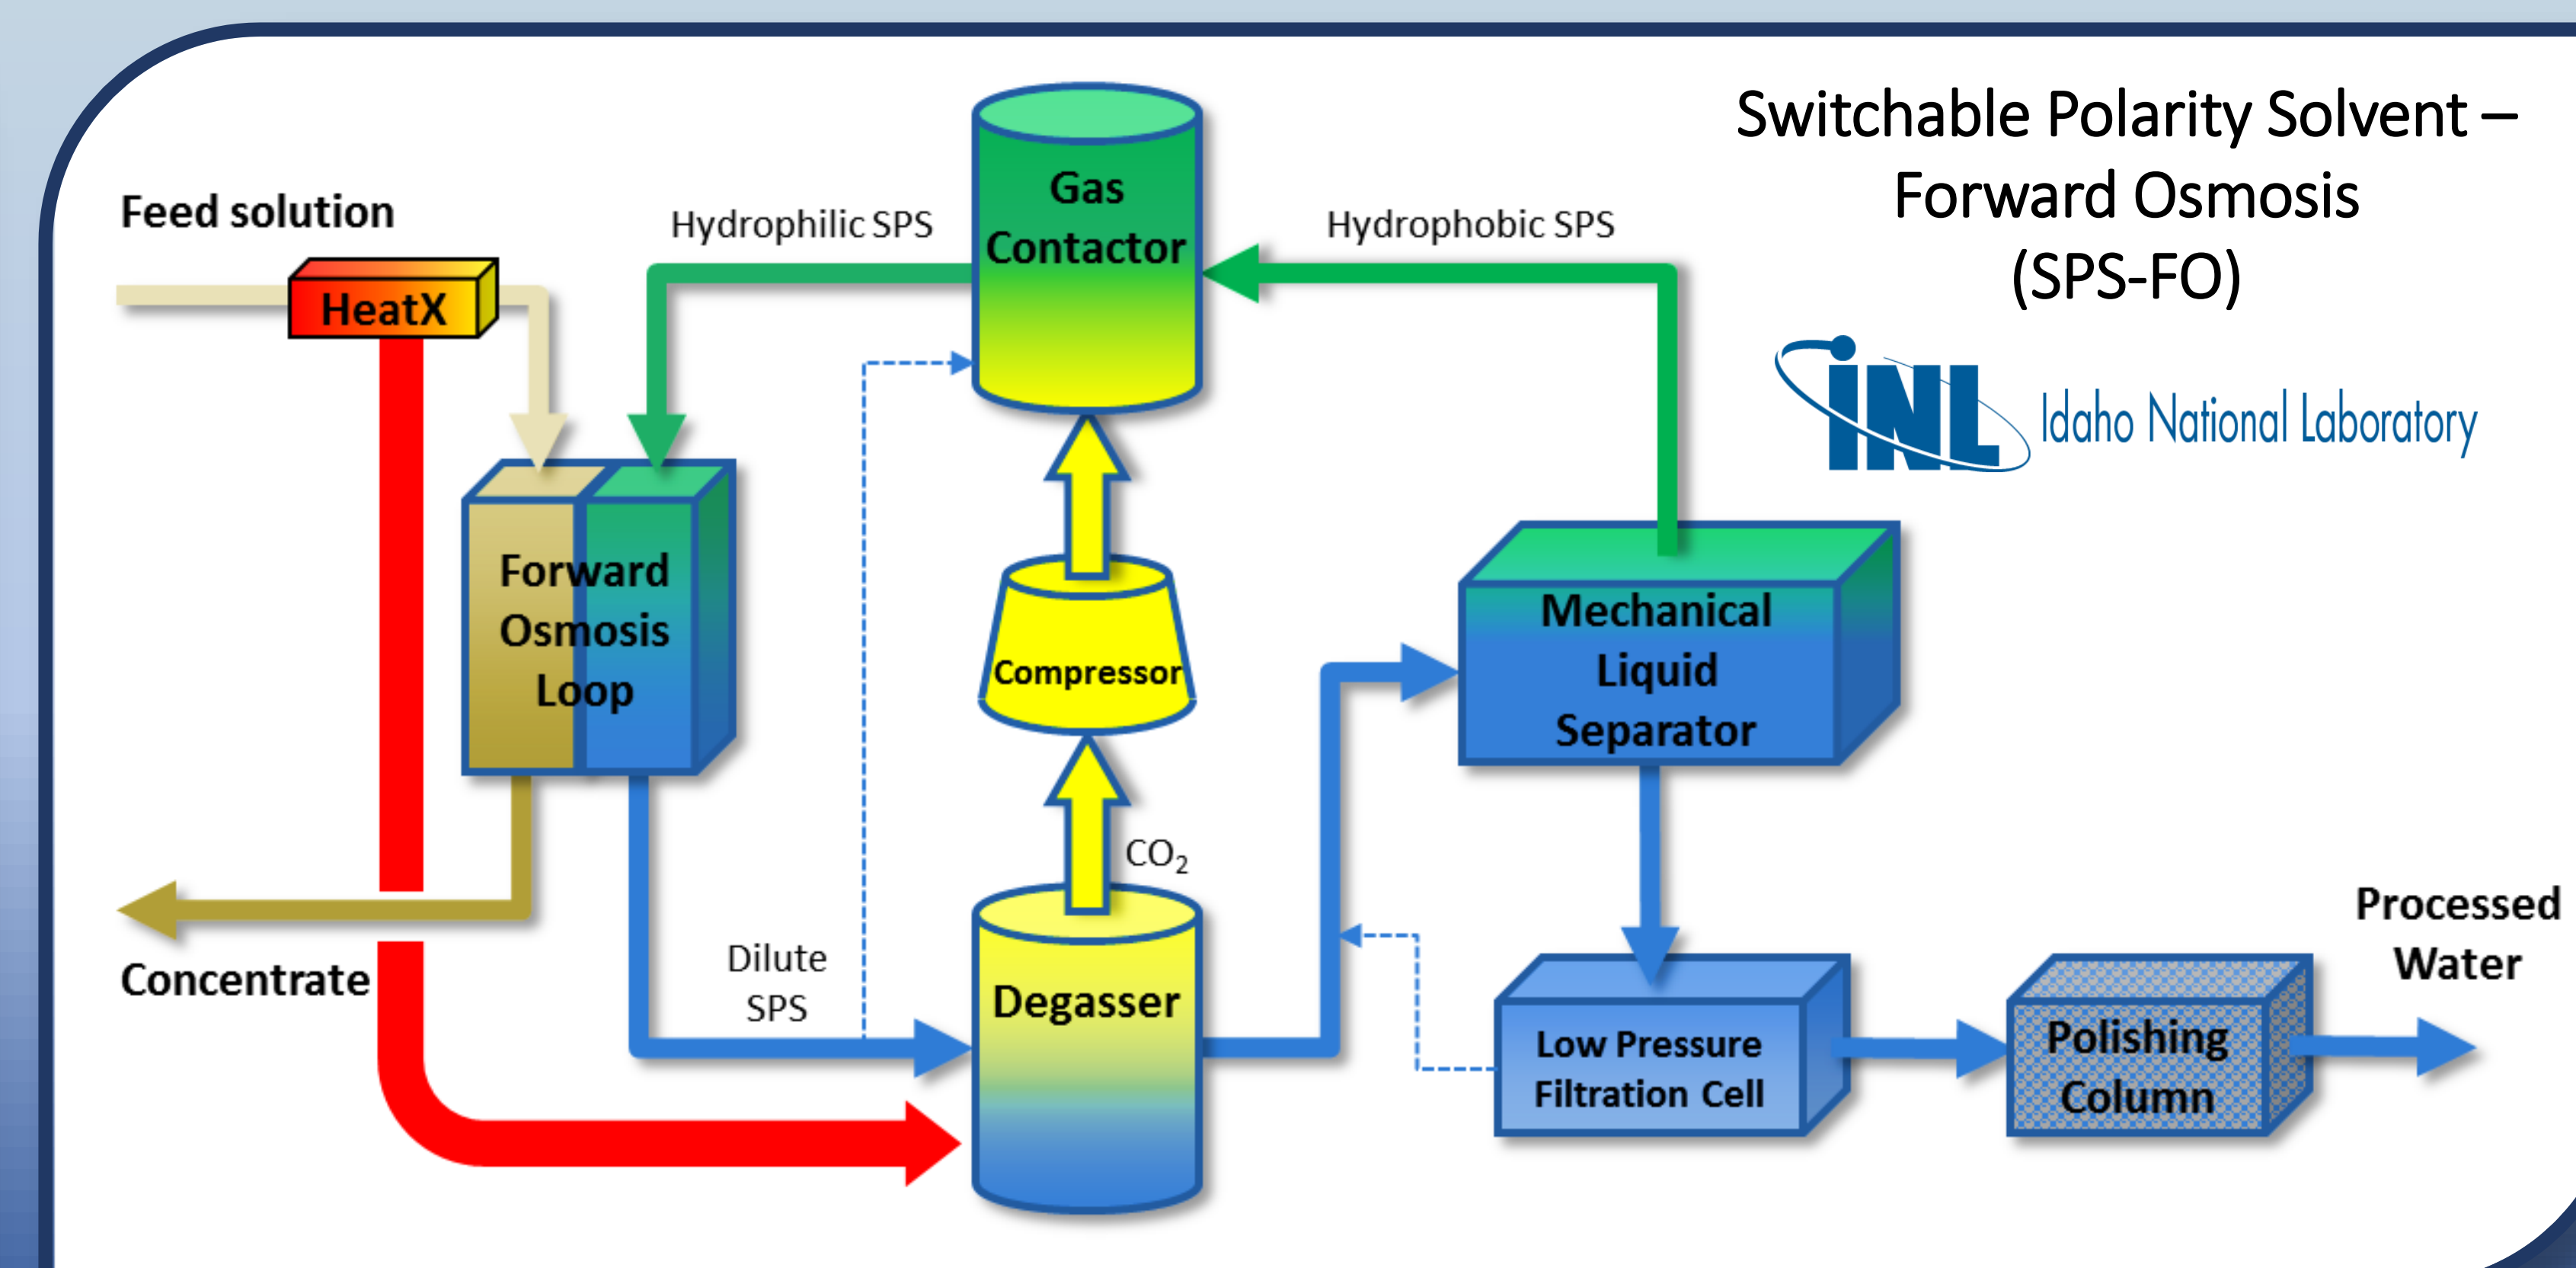 Switchable Polarity Solvent –
Forward Osmosis
(SPS-FO)
INL Idaho National Laboratory
Feed solution
HeatX
Hydrophilic SPS
Gas
Contactor
Hydrophobic SPS
Forward
Osmosis
Loop
Compressor
Mechanical
Liquid
Separator
CO₂
Concentrate
Dilute
SPS
Degasser
Low Pressure
Filtration Cell
Polishing
Column
Processed
Water